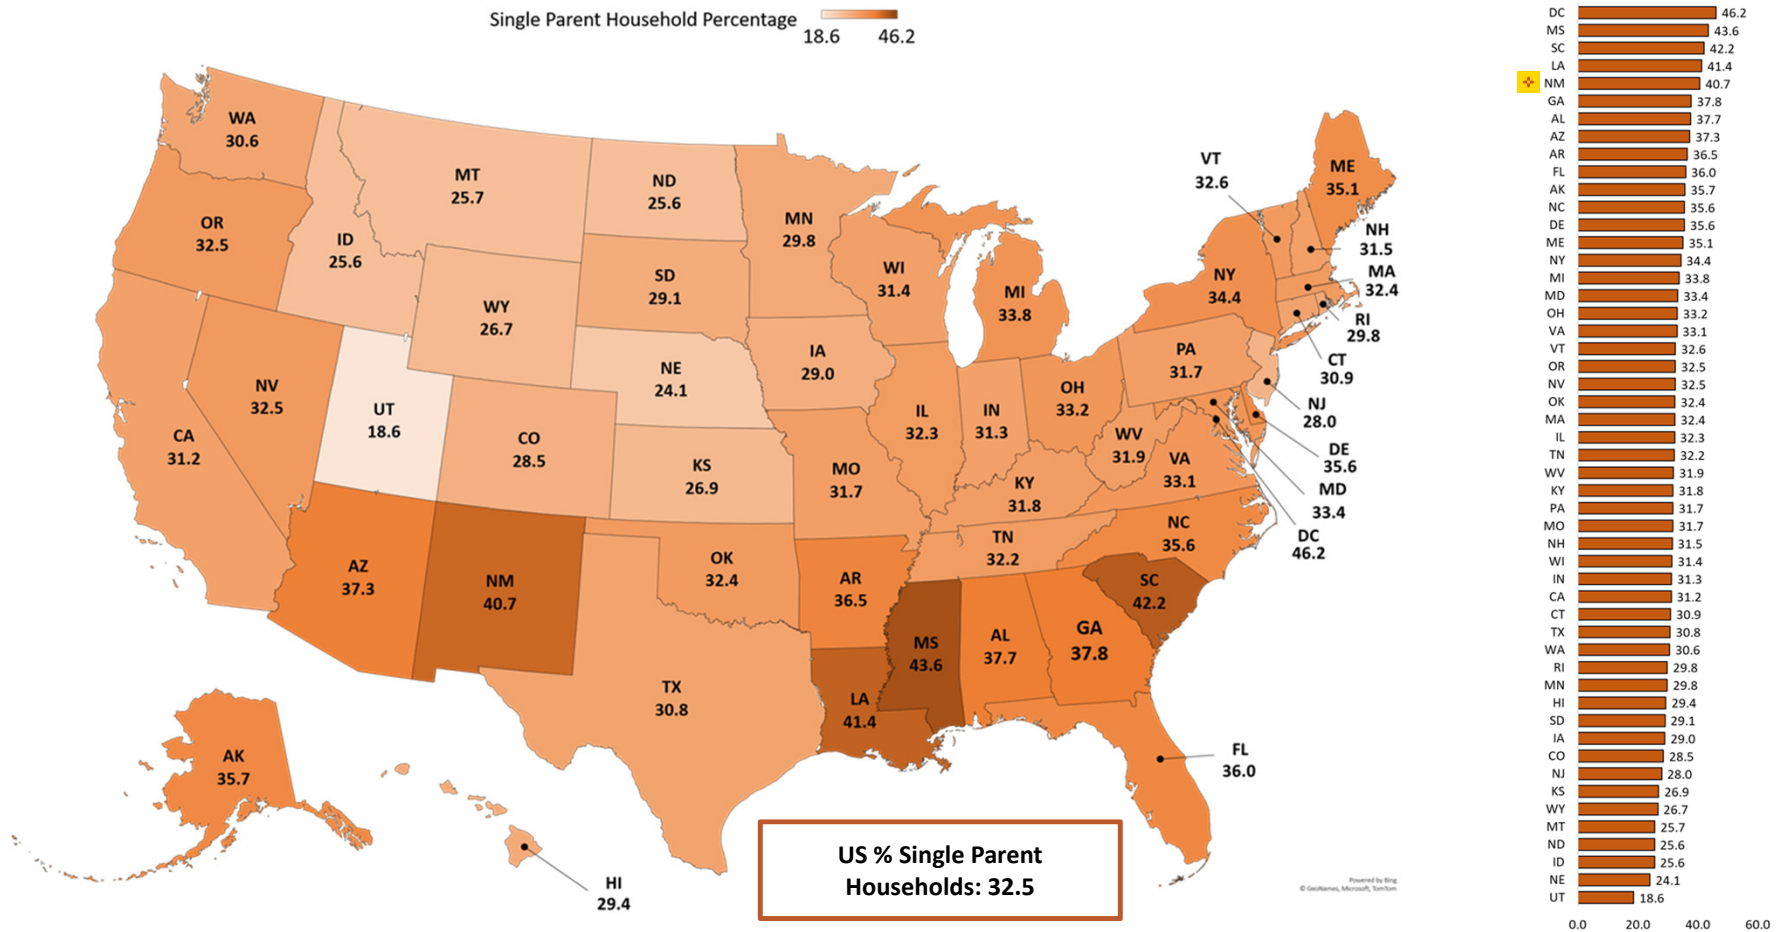 Single Parent Household Percentage
18.6 46.2
WA
30.6
MT
25.7
ND
25.6
MN
29.8
OR
32.5
ID
25.6
SD
29.1
WI
31.4
MI
33.8
WY
26.7
NE
24.1
IA
29.0
NV
32.5
UT
18.6
CA
31.2
CO
28.5
KS
26.9
MO
31.7
IL
32.3
IN
31.3
OH
33.2
PA
31.7
NY
34.4
VT
32.6
ME
35.1
NH
31.5
MA
32.4
RI
29.8
CT
30.9
NJ
28.0
DE
35.6
MD
33.4
DC
46.2
WV
31.9
VA
33.1
KY
31.8
NC
35.6
TN
32.2
SC
42.2
AZ
37.3
NM
40.7
OK
32.4
AR
36.5
MS
43.6
AL
37.7
GA
37.8
LA
41.4
TX
30.8
FL
36.0
AK
35.7
HI
29.4
US % Single Parent
Households: 32.5
Powered by Bing
© GeoNames, Microsoft, TomTom
DC 46.2
MS 43.6
SC 42.2
LA 41.4
NM 40.7
GA 37.8
AL 37.7
AZ 37.3
AR 36.5
FL 36.0
AK 35.7
NC 35.6
DE 35.6
ME 35.1
NY 34.4
MI 33.8
MD 33.4
OH 33.2
VA 33.1
VT 32.6
OR 32.5
NV 32.5
OK 32.4
MA 32.4
IL 32.3
TN 32.2
WV 31.9
KY 31.8
PA 31.7
MO 31.7
NH 31.5
WI 31.4
IN 31.3
CA 31.2
CT 30.9
TX 30.8
WA 30.6
RI 29.8
MN 29.8
HI 29.4
SD 29.1
IA 29.0
CO 28.5
NJ 28.0
KS 26.9
WY 26.7
MT 25.7
ND 25.6
ID 25.6
NE 24.1
UT 18.6
0.0 20.0 40.0 60.0